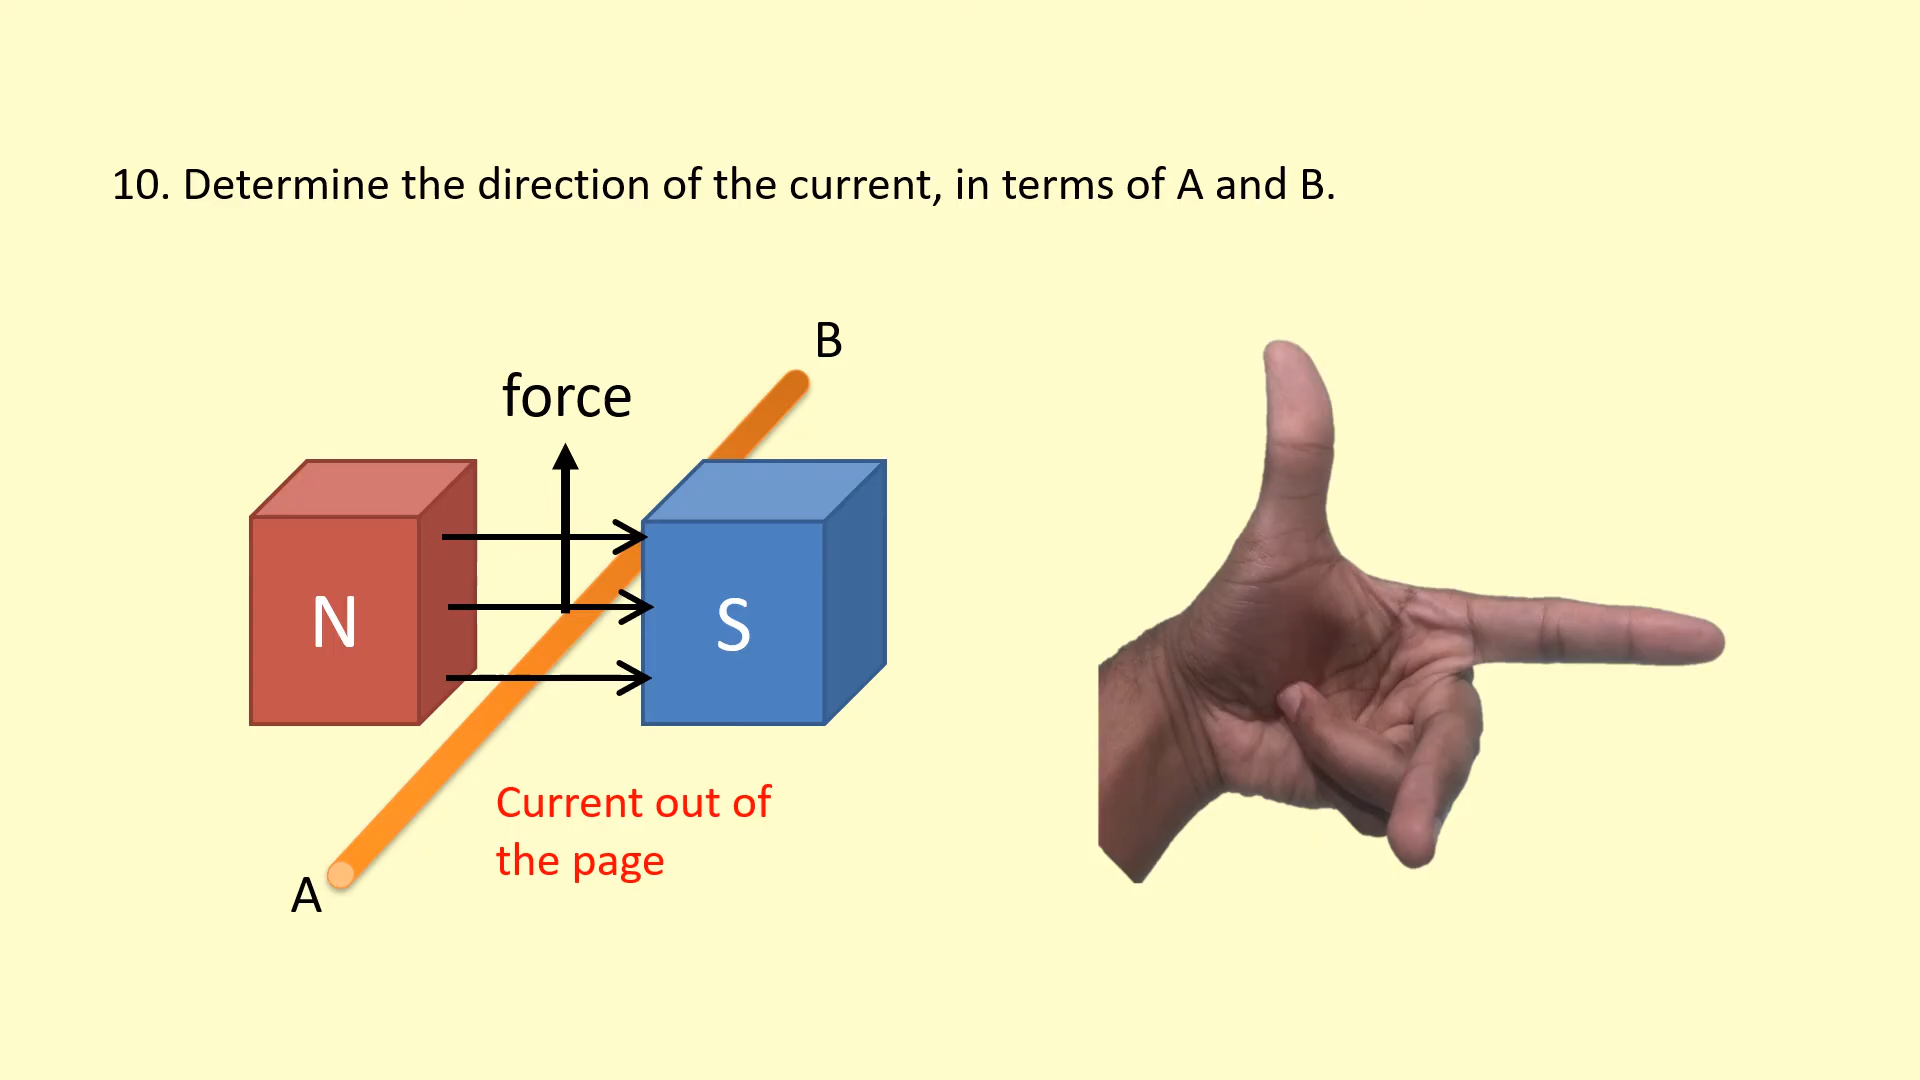 10. Determine the direction of the current, in terms of A and B.
B
force
N
S
Current out of
the page
A